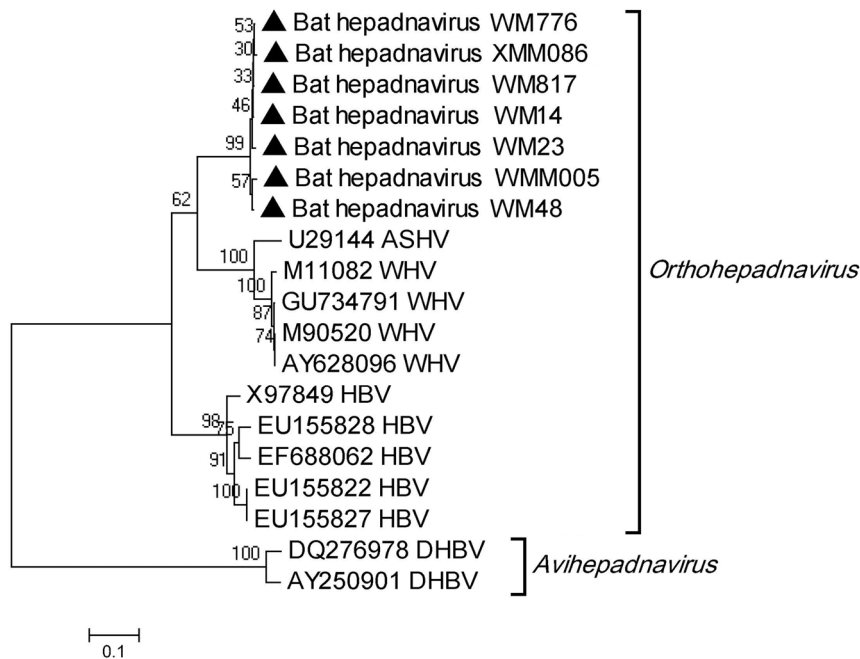 53
▲ Bat hepadnavirus WM776
30
▲ Bat hepadnavirus XMM086
33
▲ Bat hepadnavirus WM817
46
▲ Bat hepadnavirus WM14
99
▲ Bat hepadnavirus WM23
57
▲ Bat hepadnavirus WMM005
62
▲ Bat hepadnavirus WM48
U29144 ASHV
100
M11082 WHV
Orthohepadnavirus
100
GU734791 WHV
87
M90520 WHV
74
AY628096 WHV
X97849 HBV
98
75
EU155828 HBV
91
EF688062 HBV
100
EU155822 HBV
EU155827 HBV
100
DQ276978 DHBV
Avihepadnavirus
AY250901 DHBV
0.1